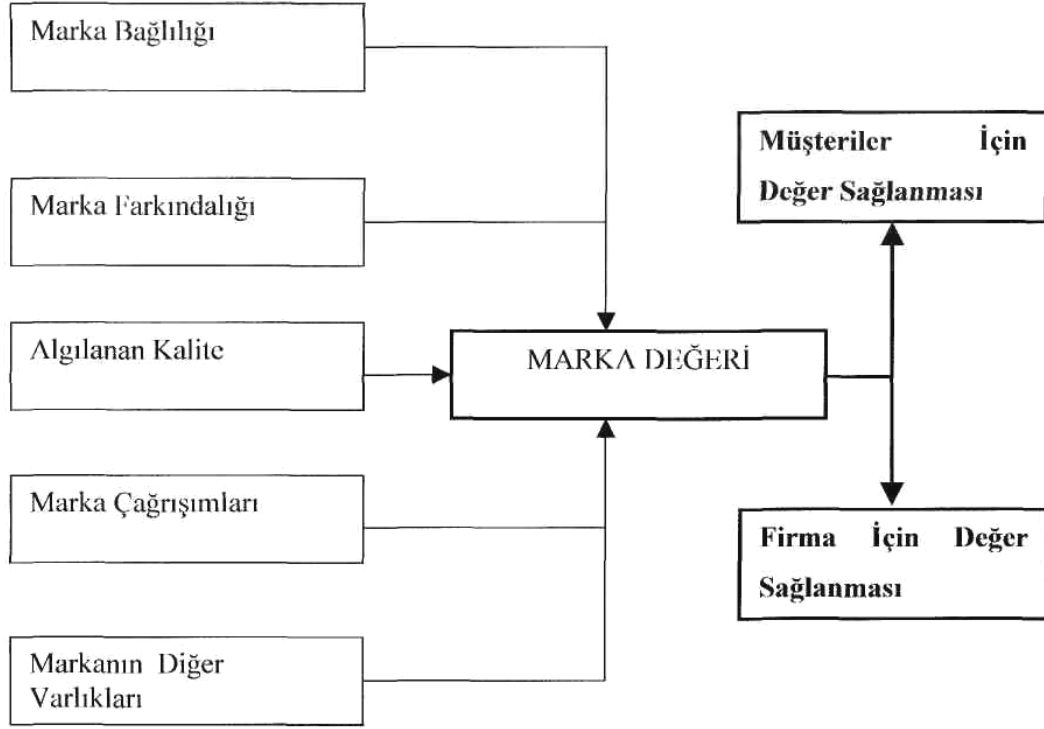 Marka Bağlılığı
Marka Farkındalığı
Algılanan Kalite
Marka Çağrışımları
Markanın Diğer
Varlıkları
MARKA DEĞERİ
Müşteriler İçin
Değer Sağlanması
Firma İçin Değer
Sağlanması